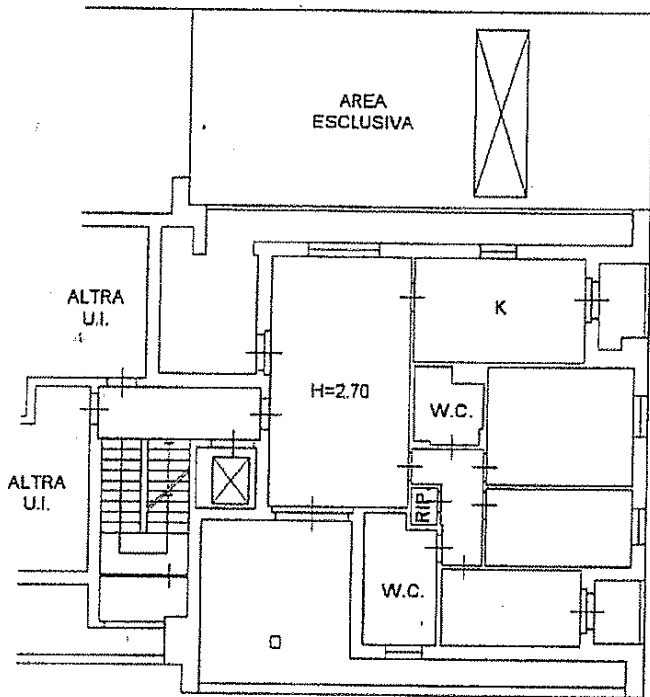 AREA
ESCLUSIVA
ALTRA
U.I.
K
H=2.70
W.C.
ALTRA
U.I.
RIP
W.C.